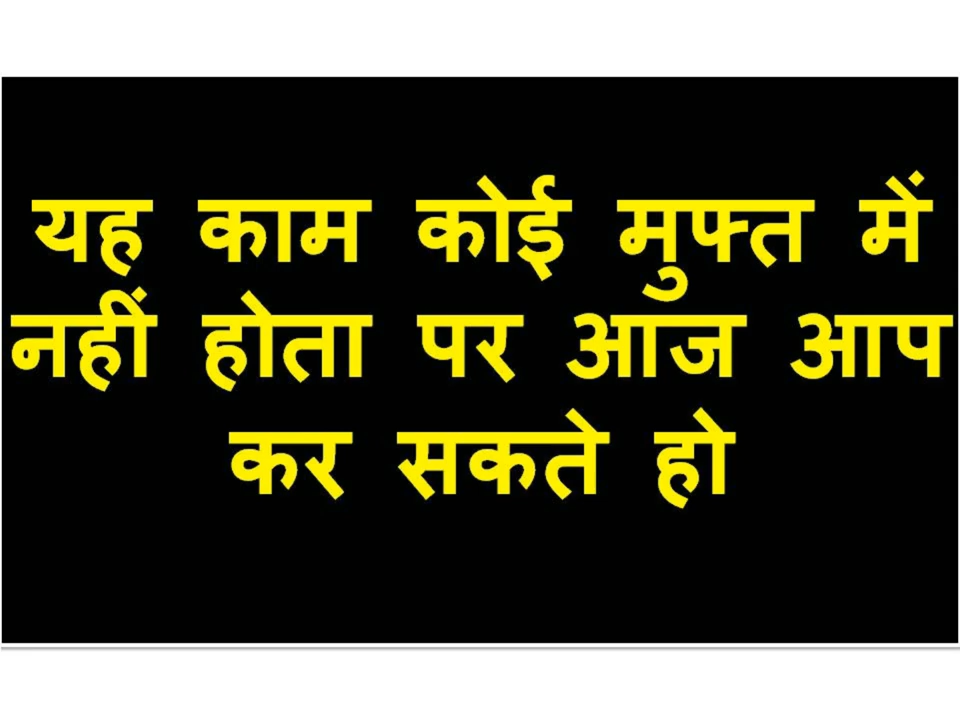 यह काम कोई मुफ्त में
नहीं होता पर आज आप
कर सकते हो